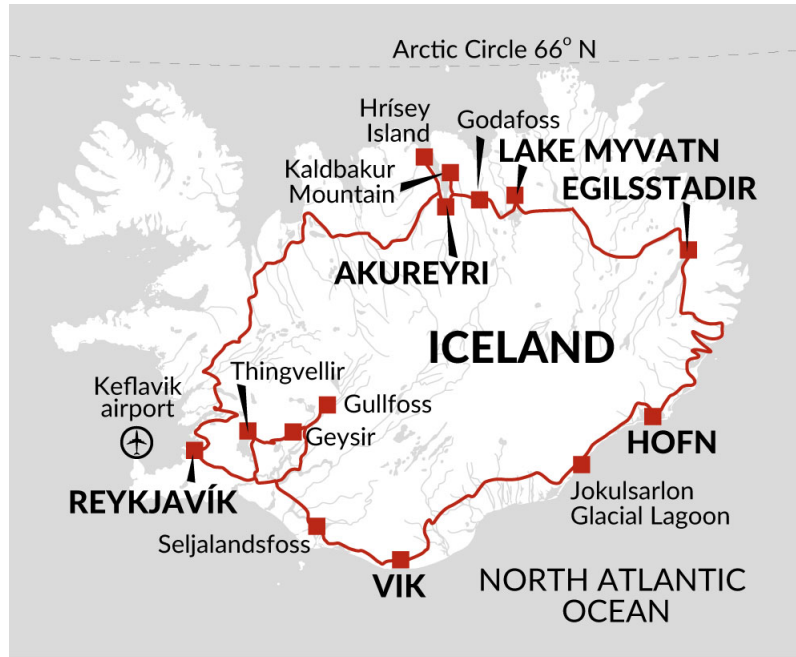 Arctic Circle 66° N
Hrísey
Island
Godafoss
Kaldbakur
Mountain
LAKE MYVATN
EGILSSTADIR
AKUREYRI
ICELAND
Thingvellir
Keflavik
airport
Gullfoss
Geysir
HOFN
REYKJAVÍK
Jokulsarlon
Glacial Lagoon
Seljalandsfoss
VIK
NORTH ATLANTIC
OCEAN